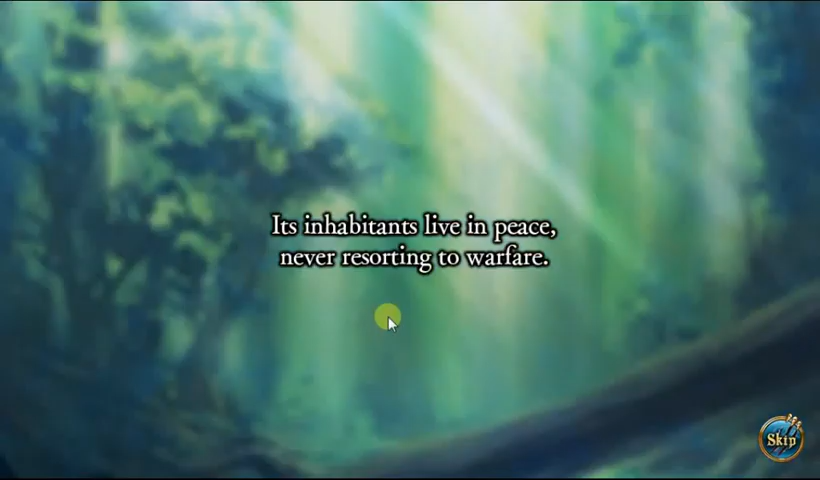 Its inhabitants live in peace,
never resorting to warfare.
Skip